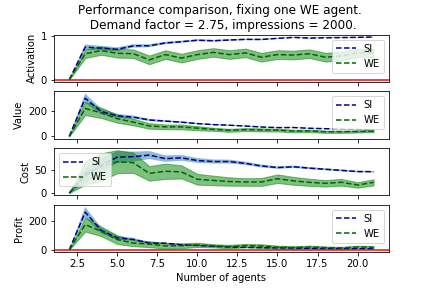 Performance comparison, fixing one WE agent.
Demand factor = 2.75, impressions = 2000.
Activation
1
0
SI
WE
Value
200
0
SI
WE
Cost
50
0
SI
WE
Profit
200
0
SI
WE
2.5 5.0 7.5 10.0 12.5 15.0 17.5 20.0
Number of agents